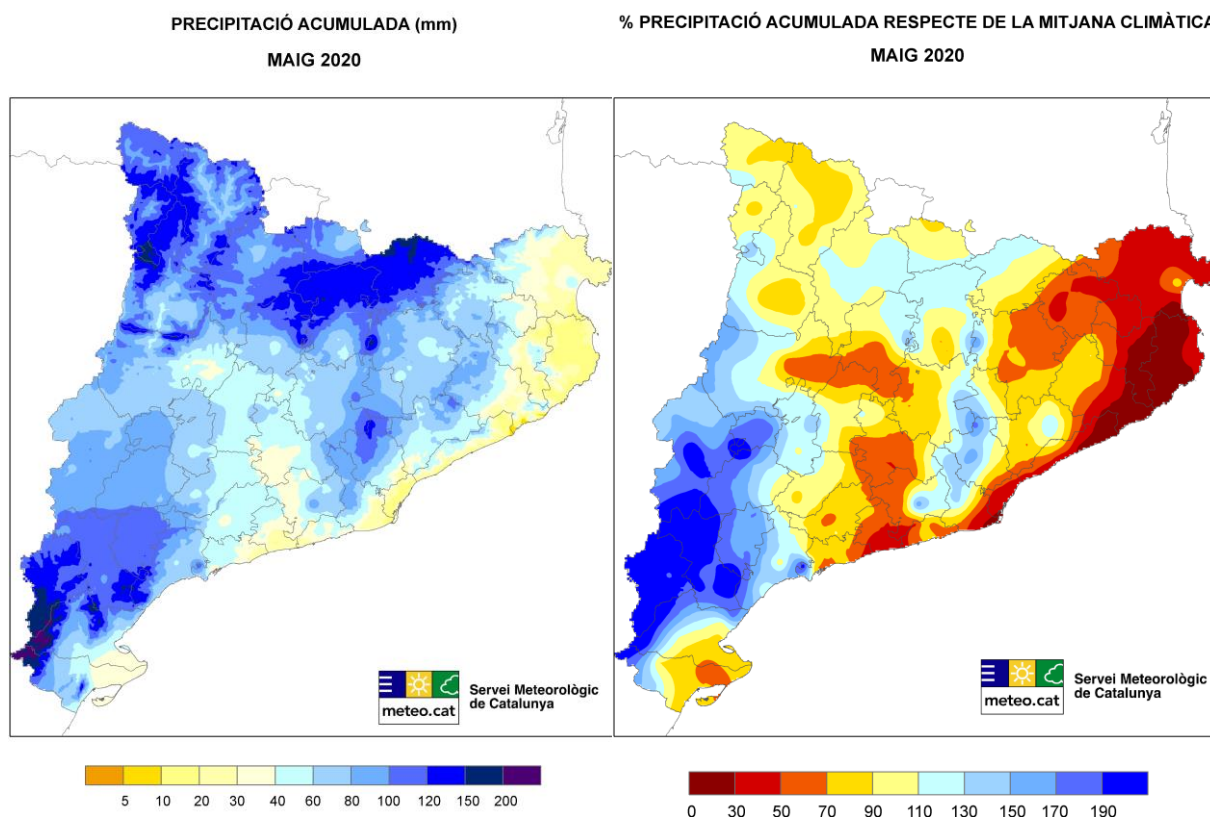 PRECIPITACIÓ ACUMULADA (mm)
MAIG 2020
Servei Meteorològic
de Catalunya
meteo.cat
5 10 20 30 40 60 80 100 120 150 200
% PRECIPITACIÓ ACUMULADA RESPECTE DE LA MITJANA CLIMÀTICA
MAIG 2020
Servei Meteorològic
de Catalunya
meteo.cat
0 30 50 70 90 110 130 150 170 190